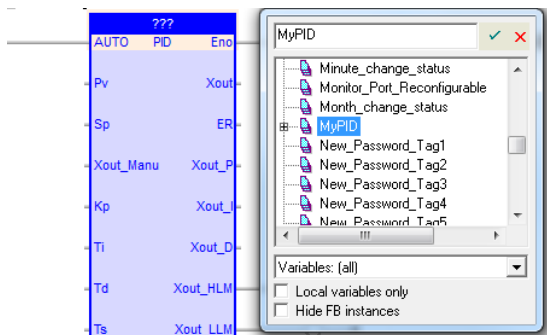 ???
AUTO PID Eno
Pv Xout
Sp ER
Xout_Manu Xout_P
Kp Xout_I
Ti Xout_D
Td Xout_HLM
Ts Xout_LLM
MyPID
Minute_change_status
Monitor_Port_Reconfigurable
Month_change_status
MyPID
New_Password_Tag1
New_Password_Tag2
New_Password_Tag3
New_Password_Tag4
New_Password_Tag5
Variables: (all)
Local variables only
Hide FB instances